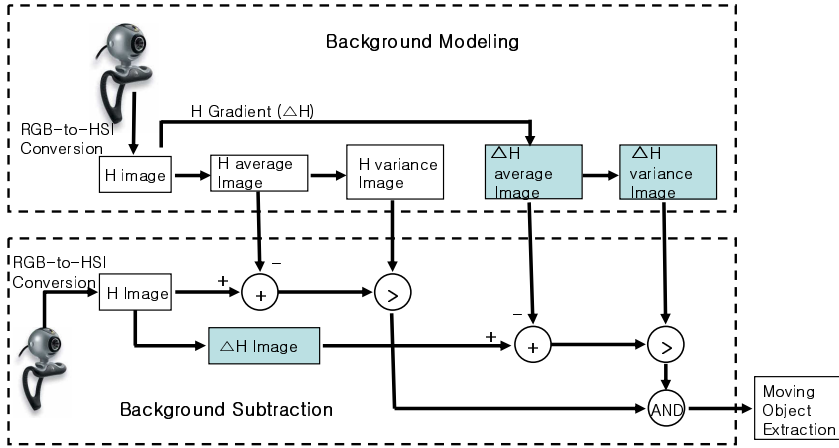 Background Modeling
H Gradient (△H)
RGB-to-HSI
Conversion
H image
H average
Image
H variance
Image
△H
average
Image
△H
variance
Image
RGB-to-HSI
Conversion
H Image
+
−
+
>
△H Image
+
−
+
>
AND
Background Subtraction
Moving
Object
Extraction